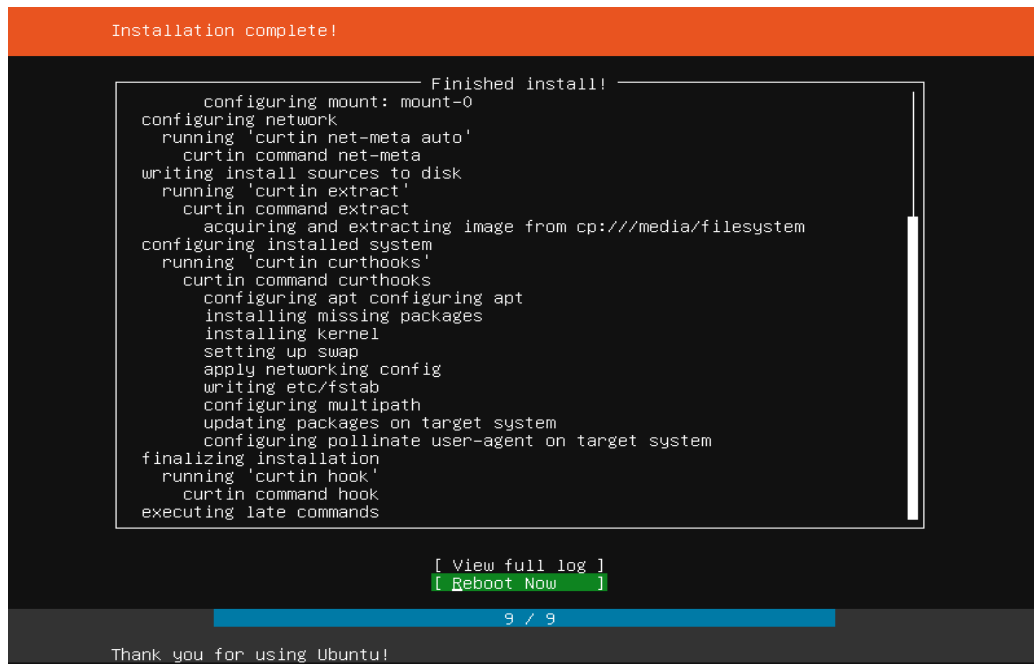 Installation complete!
Finished install!
configuring mount: mount-0
configuring network
running 'curtin net-meta auto'
curtin command net-meta
writing install sources to disk
running 'curtin extract'
curtin command extract
acquiring and extracting image from cp:///media/filesystem
configuring installed system
running 'curtin curthooks'
curtin command curthooks
configuring apt configuring apt
installing missing packages
installing kernel
setting up swap
apply networking config
writing etc/fstab
configuring multipath
updating packages on target system
configuring pollinate user-agent on target system
finalizing installation
running 'curtin hook'
curtin command hook
executing late commands
[ View full log ]
[ Reboot Now ]
9 / 9
Thank you for using Ubuntu!